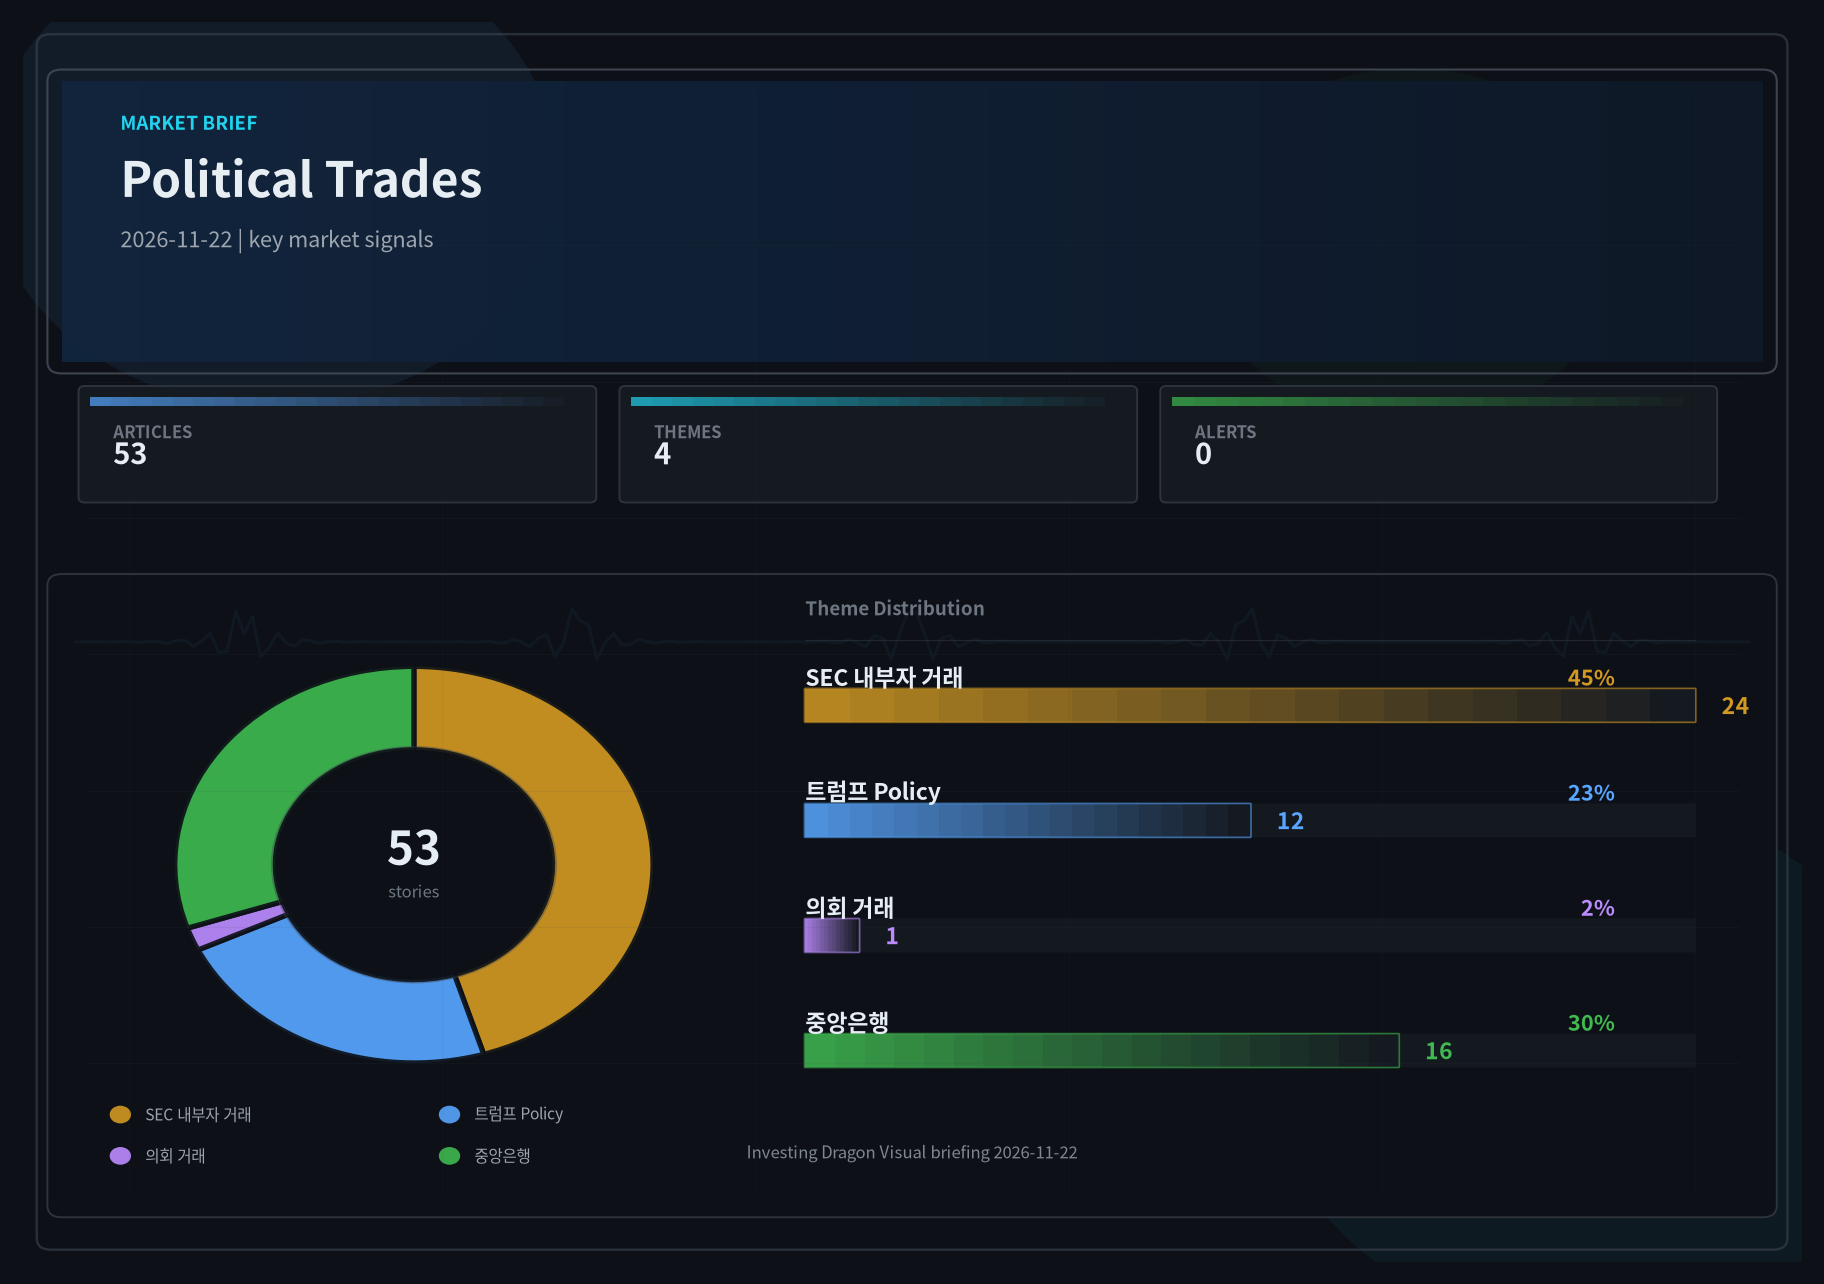 MARKET BRIEF
Political Trades
2026-11-22 | key market signals
ARTICLES
53
THEMES
4
ALERTS
0
Theme Distribution
SEC 내부자 거래
45%
24
트럼프 Policy
23%
12
의회 거래
2%
1
중앙은행
30%
16
53
stories
SEC 내부자 거래
트럼프 Policy
의회 거래
중앙은행
Investing Dragon Visual briefing 2026-11-22